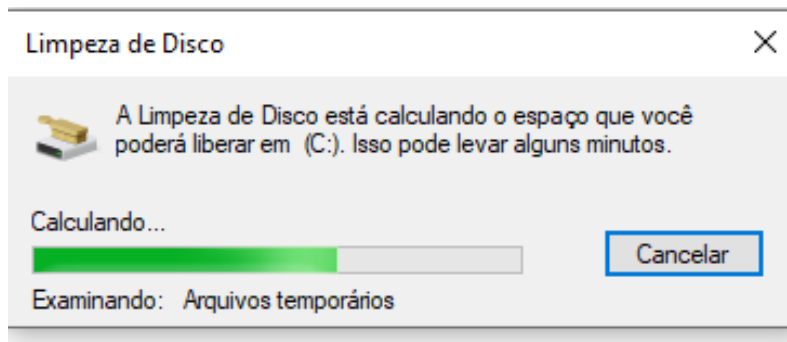 Limpeza de Disco
A Limpeza de Disco está calculando o espaço que você
poderá liberar em  (C:). Isso pode levar alguns minutos.
Calculando...
Cancelar
Examinando:   Arquivos temporários